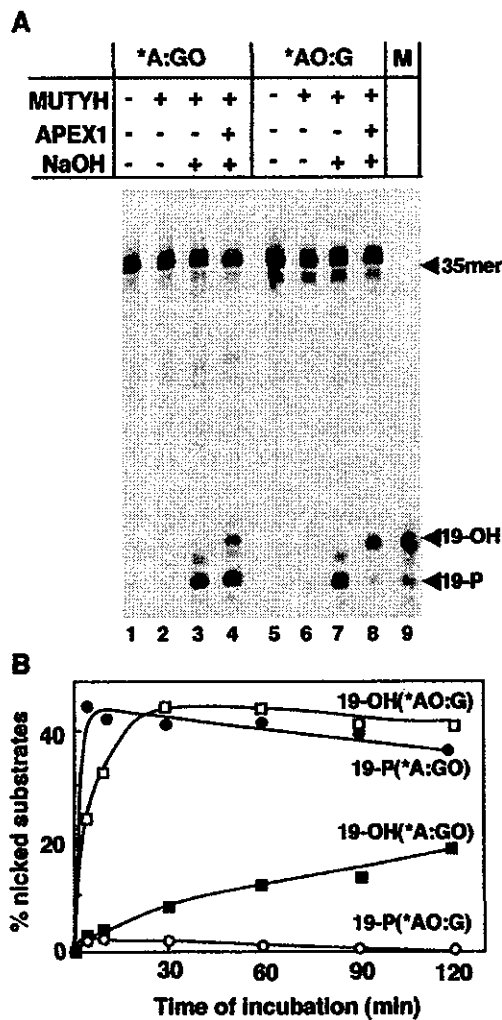 A
*A:GO *AO:G M
MUTYH - + + + - + + +
APEX1 - - - + - - - +
NaOH - - + + - - + +
35mer
19-OH
19-P
1 2 3 4 5 6 7 8 9
B
% nicked substrates
40
20
0
19-OH(*AO:G)
19-P(*A:GO)
19-OH(*A:GO)
19-P(*AO:G)
30 60 90 120
Time of incubation (min)